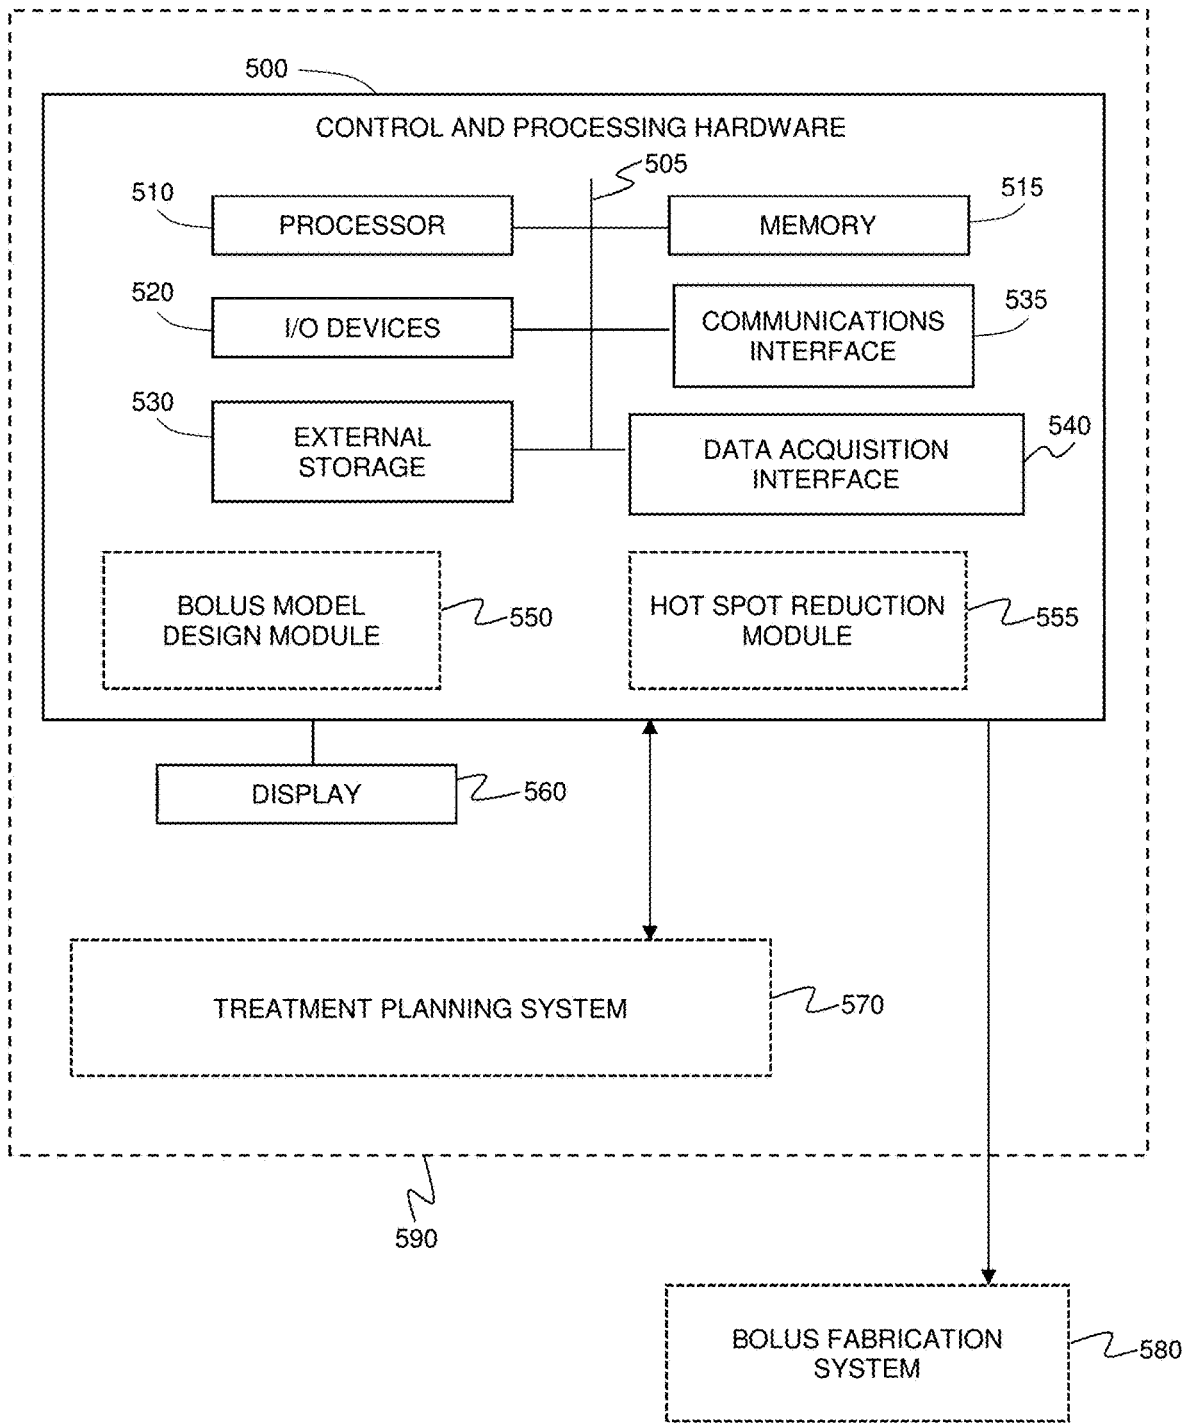 500
CONTROL AND PROCESSING HARDWARE
505
510
PROCESSOR
MEMORY
515
520
I/O DEVICES
COMMUNICATIONS
INTERFACE
535
530
EXTERNAL
STORAGE
DATA ACQUISITION
INTERFACE
540
BOLUS MODEL
DESIGN MODULE
550
HOT SPOT REDUCTION
MODULE
555
DISPLAY
560
TREATMENT PLANNING SYSTEM
570
590
BOLUS FABRICATION
SYSTEM
580